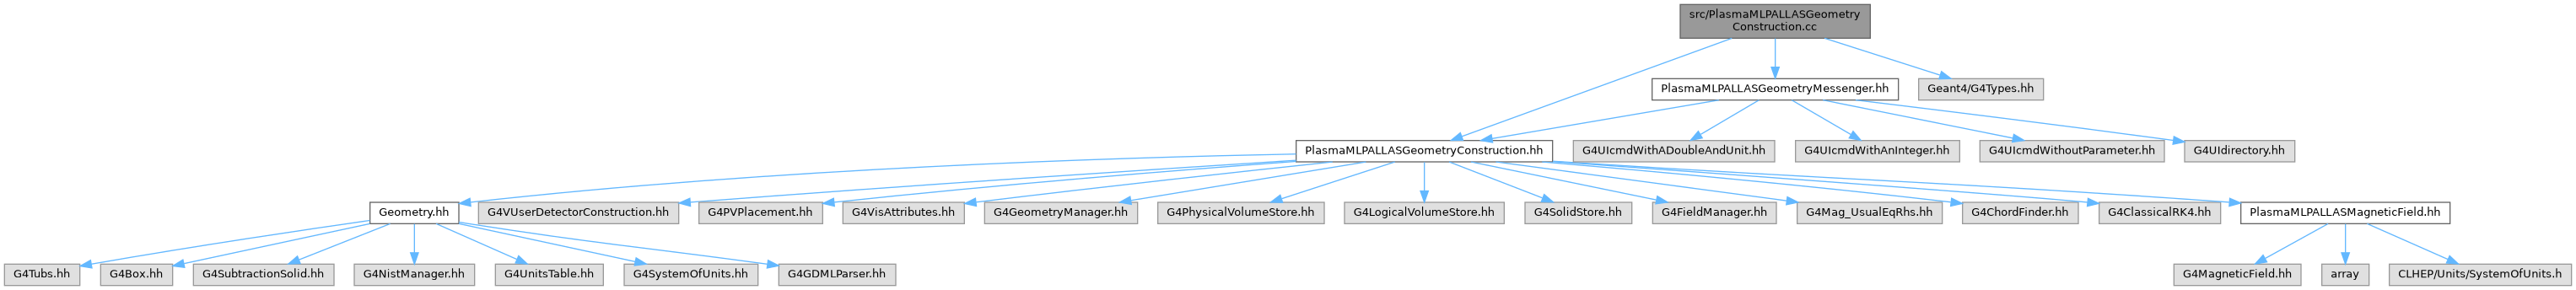 src/PlasmaMLPALLASGeometry
Construction.cc
PlasmaMLPALLASGeometryMessenger.hh
Geant4/G4Types.hh
PlasmaMLPALLASGeometryConstruction.hh
G4UIcmdWithADoubleAndUnit.hh
G4UIcmdWithAnInteger.hh
G4UIcmdWithoutParameter.hh
G4UIdirectory.hh
Geometry.hh
G4VUserDetectorConstruction.hh
G4PVPlacement.hh
G4VisAttributes.hh
G4GeometryManager.hh
G4PhysicalVolumeStore.hh
G4LogicalVolumeStore.hh
G4SolidStore.hh
G4FieldManager.hh
G4Mag_UsualEqRhs.hh
G4ChordFinder.hh
G4ClassicalRK4.hh
PlasmaMLPALLASMagneticField.hh
G4Tubs.hh
G4Box.hh
G4SubtractionSolid.hh
G4NistManager.hh
G4UnitsTable.hh
G4SystemOfUnits.hh
G4GDMLParser.hh
G4MagneticField.hh
array
CLHEP/Units/SystemOfUnits.h